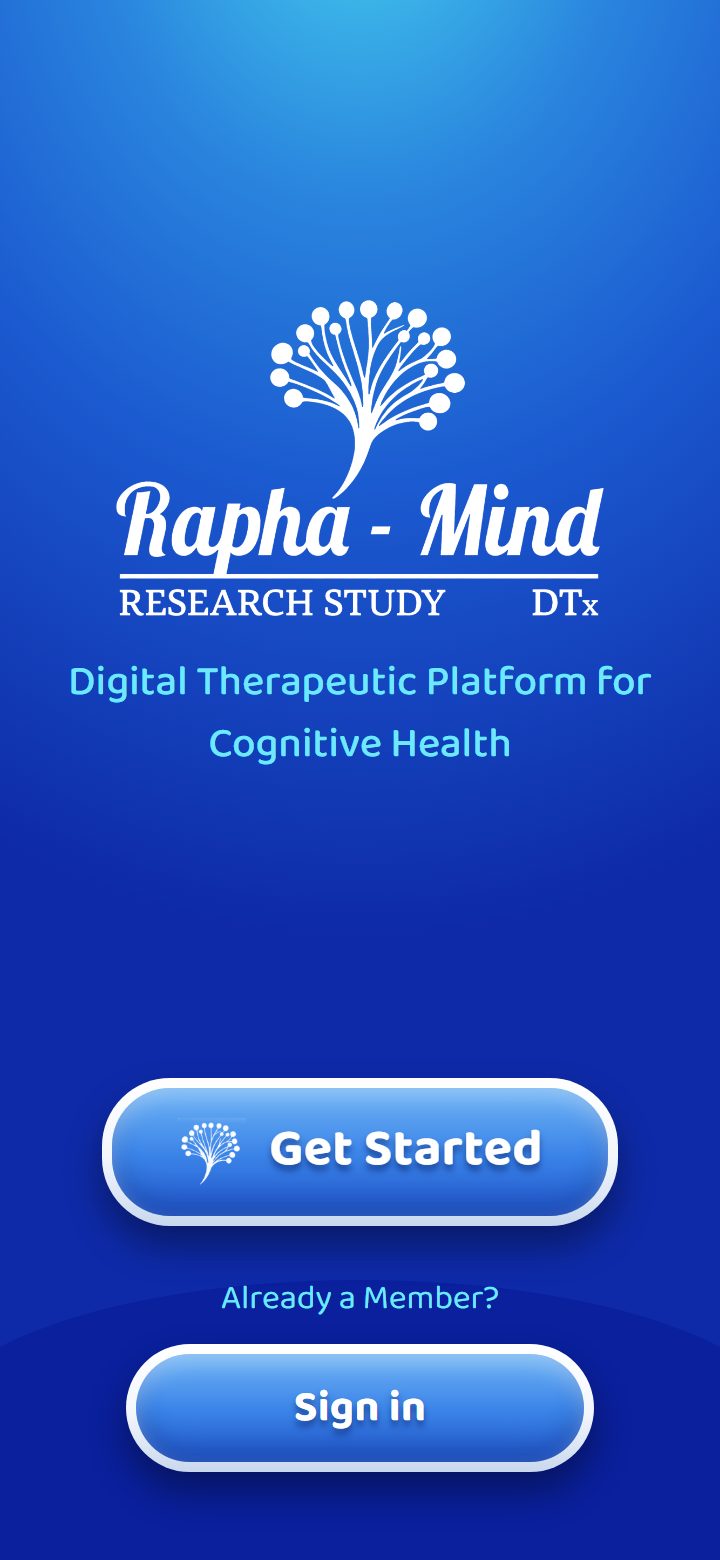 Rapha - Mind
RESEARCH STUDY DTx
Digital Therapeutic Platform for
Cognitive Health
Get Started
Already a Member?
Sign in